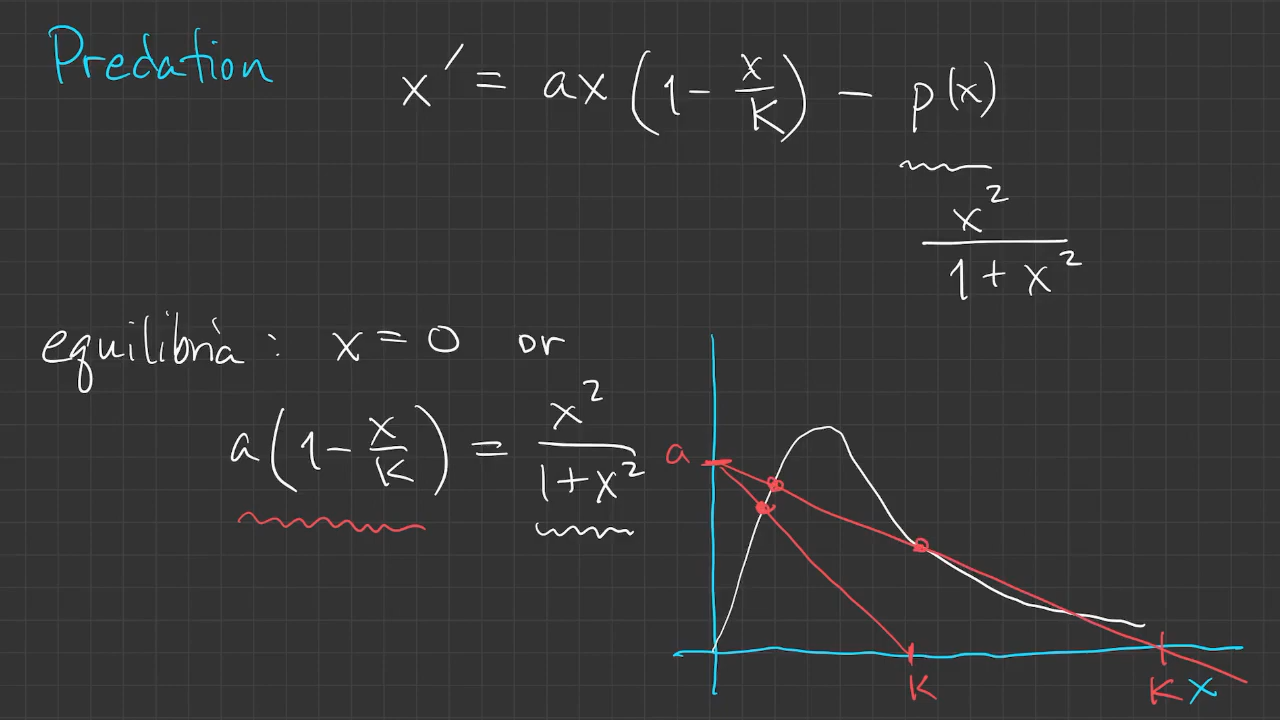 Predation
x' = ax(1 - x/K) - p(x)
x²/(1 + x²)
equilibria: x = 0 or
a(1 - x/K) = x²/(1 + x²)
a
K
K x